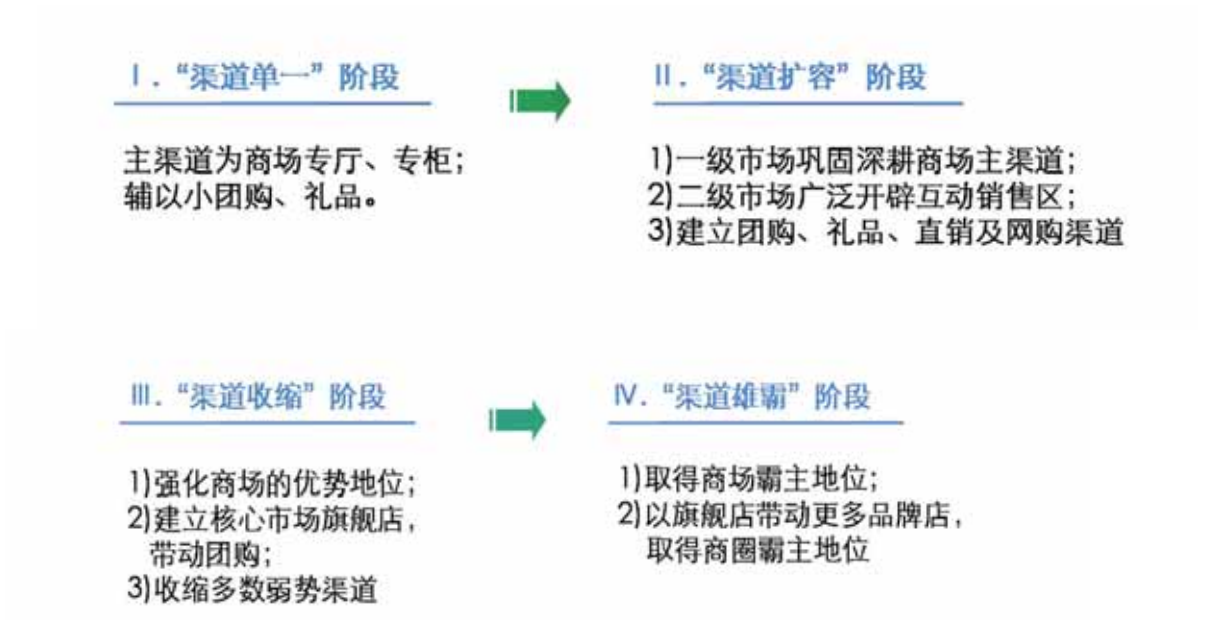 Ⅰ.“渠道单一”阶段
主渠道为商场专厅、专柜;
辅以小团购、礼品。
Ⅱ.“渠道扩容”阶段
1)一级市场巩固深耕商场主渠道;
2)二级市场广泛开辟互动销售区;
3)建立团购、礼品、直销及网购渠道
Ⅲ.“渠道收缩”阶段
1)强化商场的优势地位;
2)建立核心市场旗舰店,
带动团购;
3)收缩多数弱势渠道
Ⅳ.“渠道雄霸”阶段
1)取得商场霸主地位;
2)以旗舰店带动更多品牌店,
取得商圈霸主地位